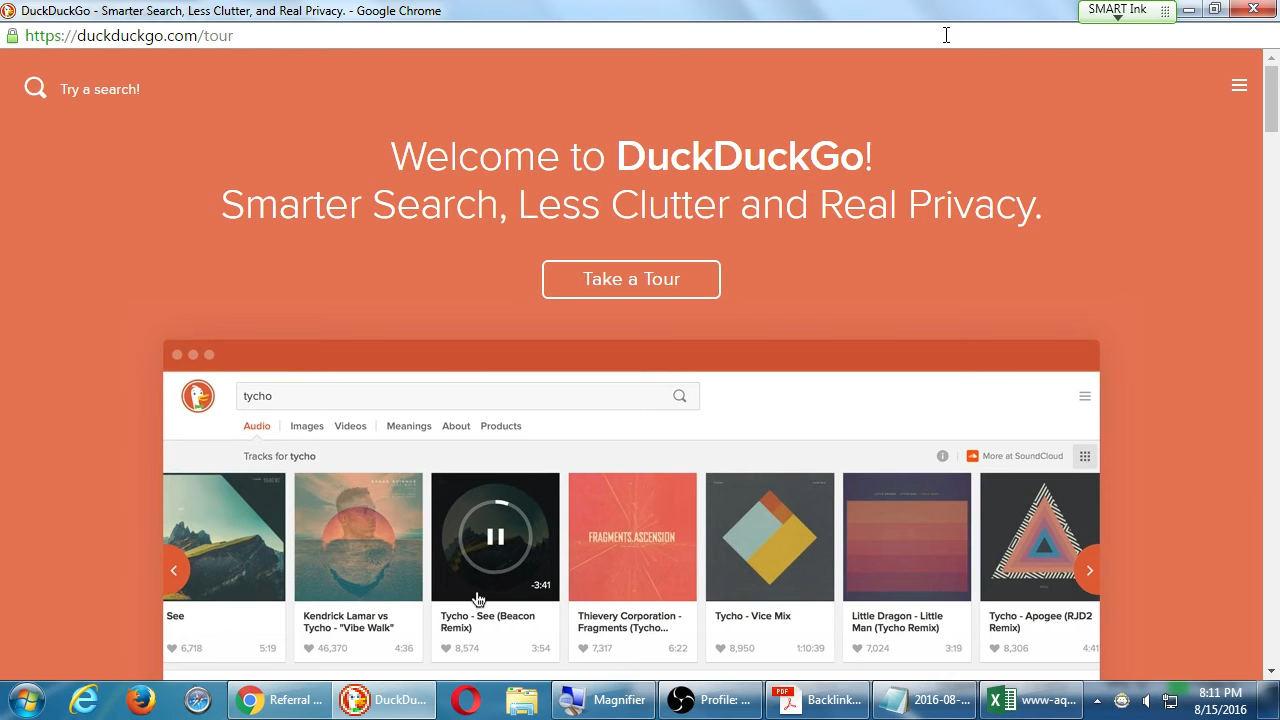 DuckDuckGo - Smarter Search, Less Clutter, and Real Privacy. - Google Chrome
SMART Ink
https://duckduckgo.com/tour
Try a search!
Welcome to DuckDuckGo!
Smarter Search, Less Clutter and Real Privacy.
Take a Tour
tycho
Audio
Images
Videos
Meanings
About
Products
Tracks for tycho
More at SoundCloud
FRAGMENTS.ASCENSION
-3:41
See
6,718
5:19
Kendrick Lamar vs
Tycho - "Vibe Walk"
46,370
4:36
Tycho - See (Beacon
Remix)
8,574
3:54
Thievery Corporation -
Fragments (Tycho...
7,317
6:22
Tycho - Vice Mix
8,950
1:10:39
Little Dragon - Little
Man (Tycho Remix)
7,024
3:19
Tycho - Apogee (RJD2
Remix)
8,306
4:41
Referral ...
DuckDu...
Magnifier
Profile: ...
PDF
Backlink...
2016-08-...
www-aq...
8:11 PM
8/15/2016